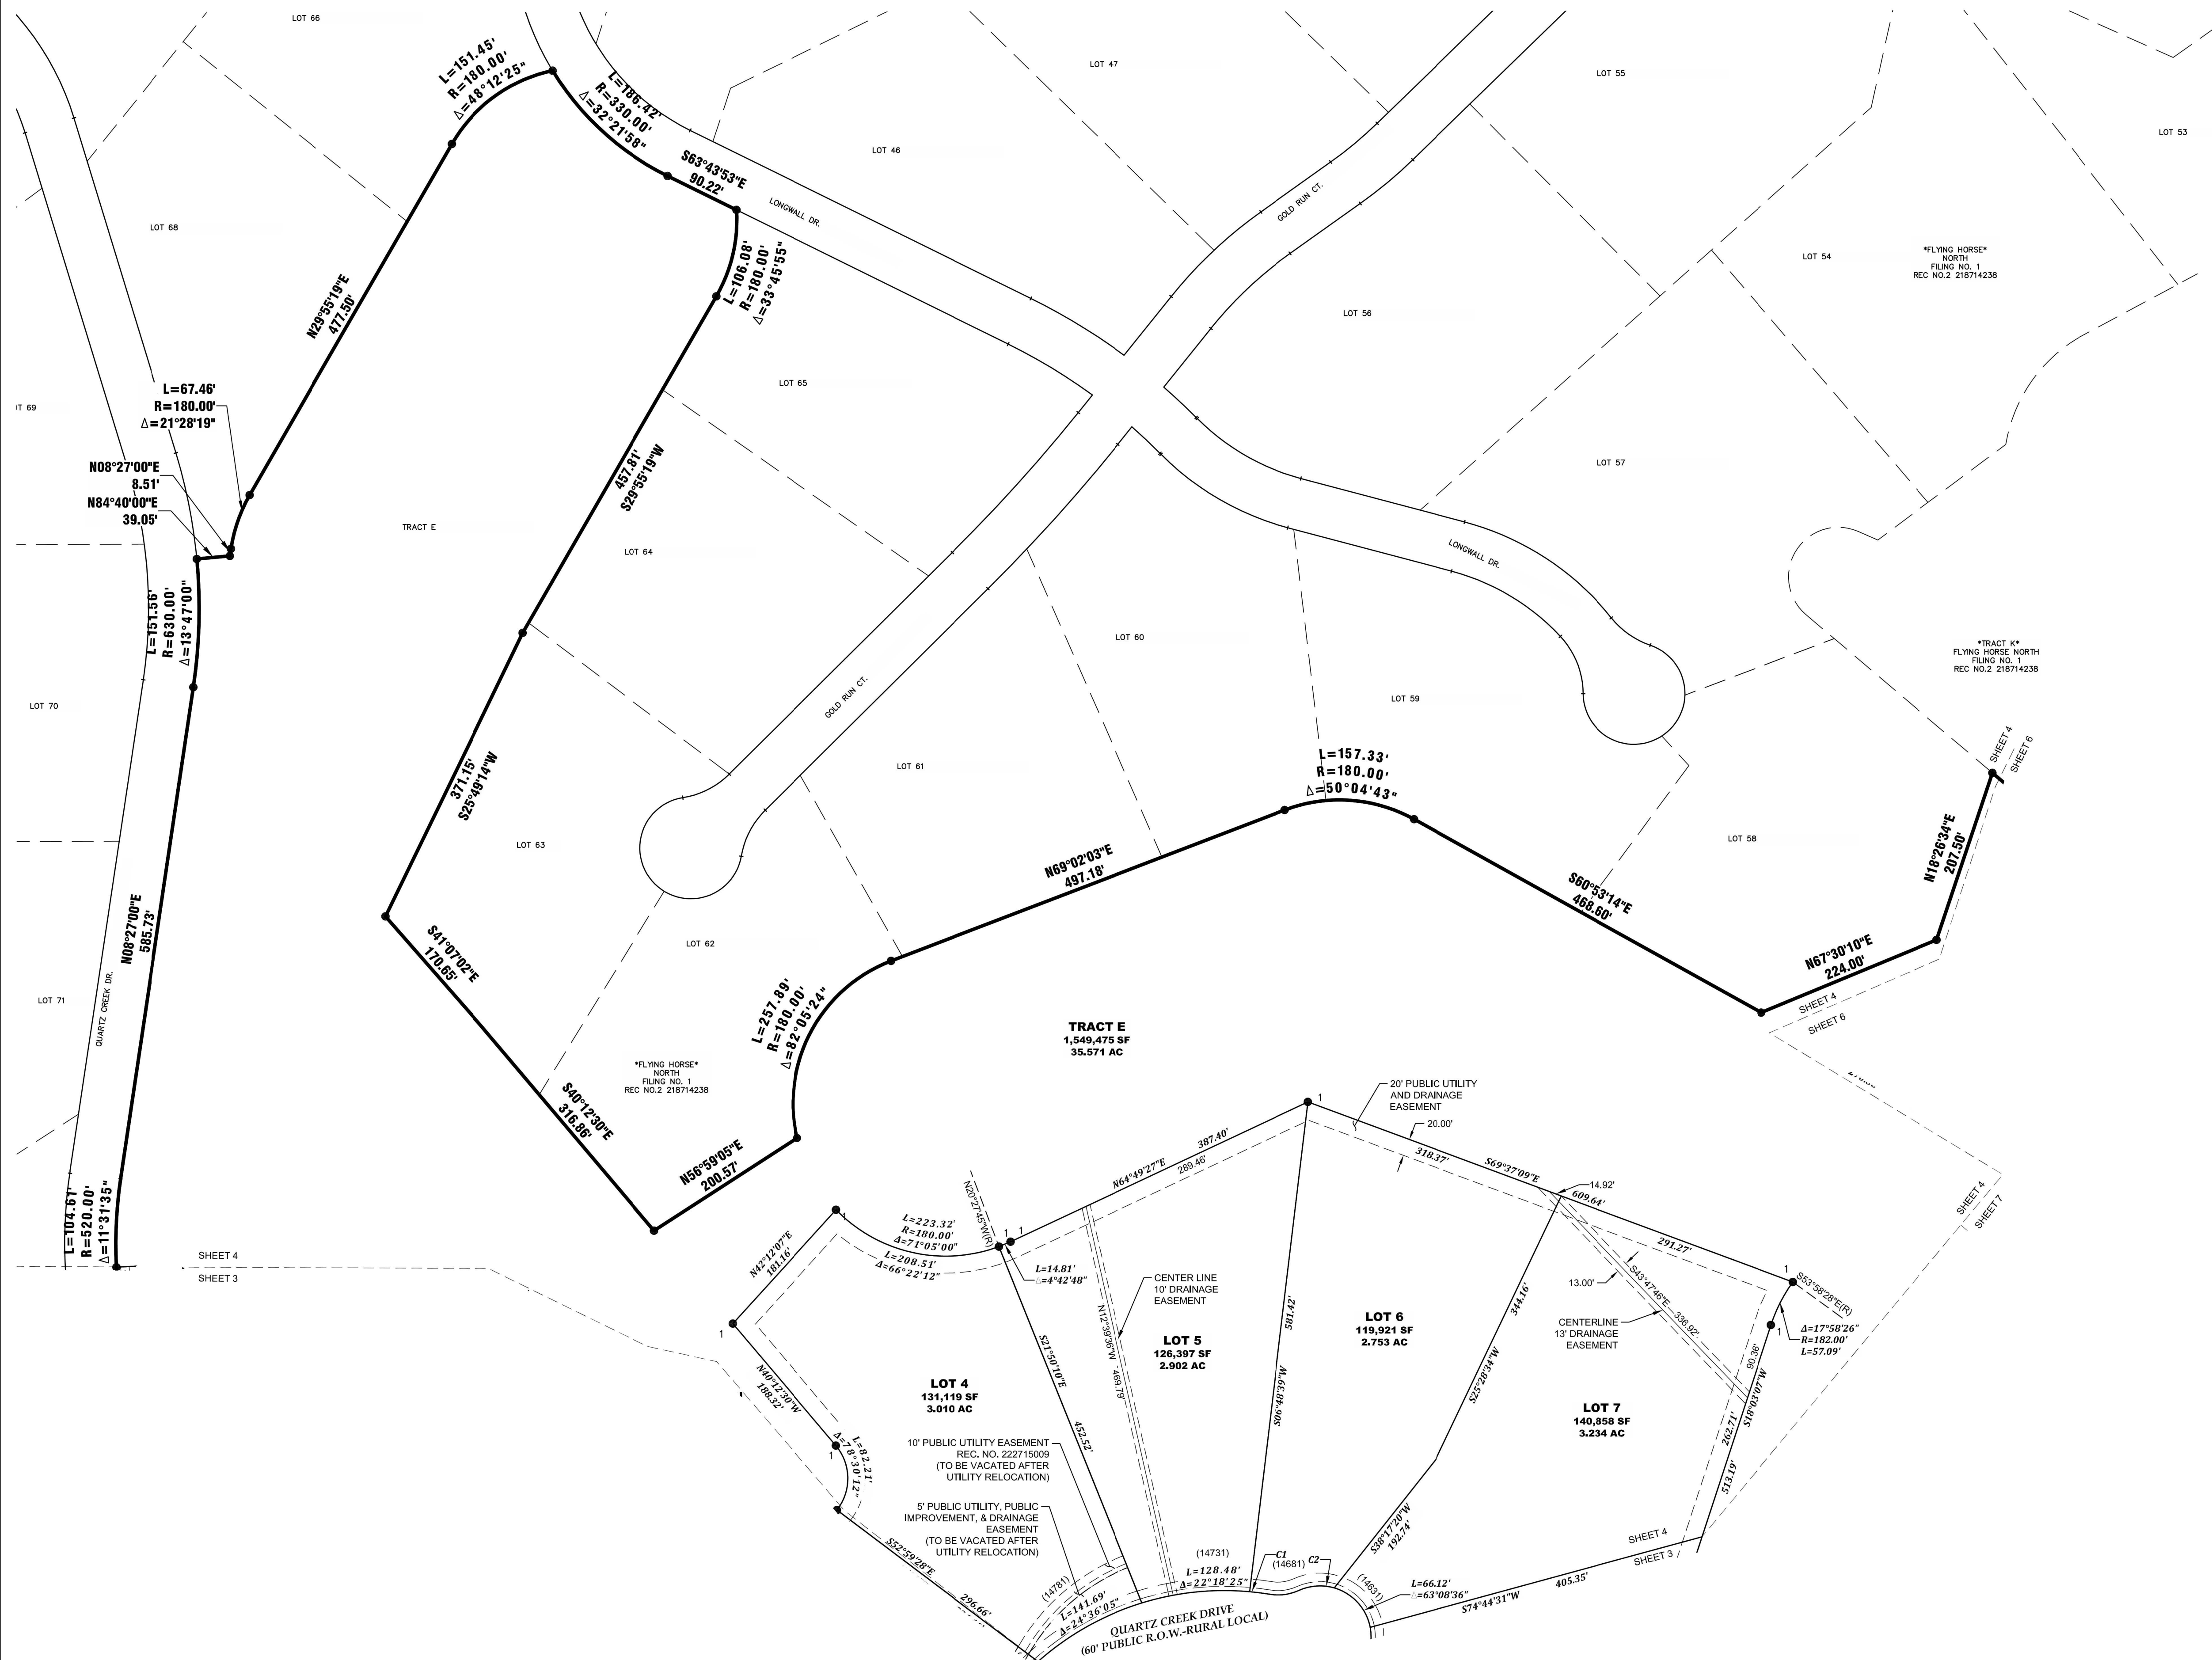 LOT 66
LOT 47
LOT 55
LOT 53
L=151.45'
R=180.00'
Δ=48°12'25"
L=186.42'
R=330.00'
Δ=32°21'58"
LOT 46
S63°43'53"E
90.22'
LONGWALL DR.
GOLD RUN CT.
LOT 68
L=106.08'
R=180.00'
Δ=33°45'55"
LOT 54
*FLYING HORSE*
NORTH
FILING NO. 1
REC NO.2 218714238
N29°55'19"E
477.50'
LOT 56
LOT 65
L=67.46'
R=180.00'
Δ=21°28'19"
OT 69
N08°27'00"E
8.51'
N84°40'00"E
39.05'
457.81'
S29°55'19"W
LOT 57
TRACT E
LOT 64
LONGWALL DR.
L=151.56'
R=630.00'
Δ=13°47'00"
LOT 60
*TRACT K*
FLYING HORSE NORTH
FILING NO. 1
REC NO.2 218714238
LOT 70
GOLD RUN CT.
LOT 59
SHEET 4
SHEET 6
371.15'
S25°49'14"W
LOT 61
L=157.33'
R=180.00'
Δ=50°04'43"
LOT 63
LOT 58
N18°26'34"E
207.50'
N69°02'03"E
497.18'
S60°53'14"E
468.60'
N08°27'00"E
585.73'
S41°07'02"E
170.65'
LOT 62
N67°30'10"E
224.00'
LOT 71
QUARTZ CREEK DR.
L=257.89'
R=180.00'
Δ=82°05'24"
SHEET 4
SHEET 6
TRACT E
1,549,475 SF
35.571 AC
*FLYING HORSE*
NORTH
FILING NO. 1
REC NO.2 218714238
S40°12'30"E
316.86'
20' PUBLIC UTILITY
AND DRAINAGE
EASEMENT
1
20.00'
N56°59'05"E
200.57'
N64°49'27"E
387.40'
289.46'
318.37'
S69°37'09"E
609.64'
14.92'
SHEET 4
SHEET 7
L=104.61'
R=520.00'
Δ=11°31'35"
SHEET 4
SHEET 3
N20°27'45"W(R)
1
L=223.32'
R=180.00'
Δ=71°05'00"
L=208.51'
Δ=66°22'12"
1
1
N42°12'07"E
181.16'
L=14.81'
Δ=4°42'48"
CENTER LINE
10' DRAINAGE
EASEMENT
291.27'
1
S53°58'28"E(R)
13.00'
S43°47'46"E
336.92'
CENTERLINE
13' DRAINAGE
EASEMENT
1
Δ=17°58'26"
R=182.00'
L=57.09'
1
N12°39'36"W - 469.79'
LOT 5
126,397 SF
2.902 AC
581.42'
S06°48'39"W
LOT 6
119,921 SF
2.753 AC
344.16'
S25°28'34"W
90.36'
S18°03'07"W
N40°12'30"W
188.32'
LOT 4
131,119 SF
3.010 AC
S21°50'10"E
452.52'
LOT 7
140,858 SF
3.234 AC
262.71'
513.19'
1
L=82.21'
Δ=78°30'12"
10' PUBLIC UTILITY EASEMENT
REC. NO. 222715009
(TO BE VACATED AFTER
UTILITY RELOCATION)
5' PUBLIC UTILITY, PUBLIC
IMPROVEMENT, & DRAINAGE
EASEMENT
(TO BE VACATED AFTER
UTILITY RELOCATION)
S38°17'20"W
192.74'
SHEET 4
SHEET 3
S52°59'28"E
296.66'
(14781)
L=141.69'
Δ=24°36'05"
(14731)
L=128.48'
Δ=22°18'25"
C1
(14681)
C2
(14631)
L=66.12'
Δ=63°08'36"
S74°44'31"W
405.35'
QUARTZ CREEK DRIVE
(60' PUBLIC R.O.W.-RURAL LOCAL)